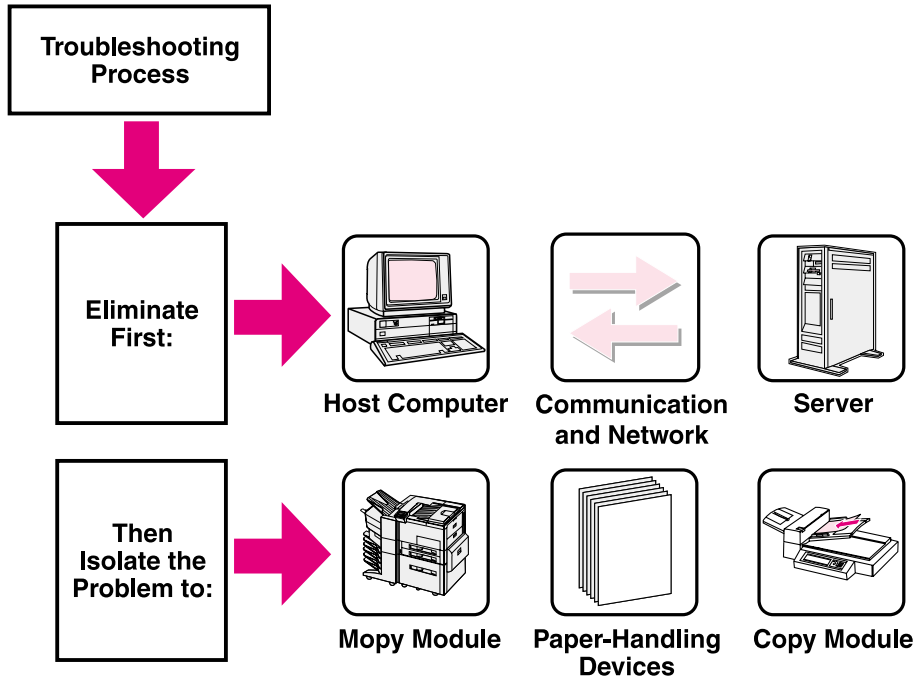 Troubleshooting
Process
Eliminate
First:
Host Computer
Communication
and Network
Server
Then
Isolate the
Problem to:
Mopy Module
Paper-Handling
Devices
Copy Module